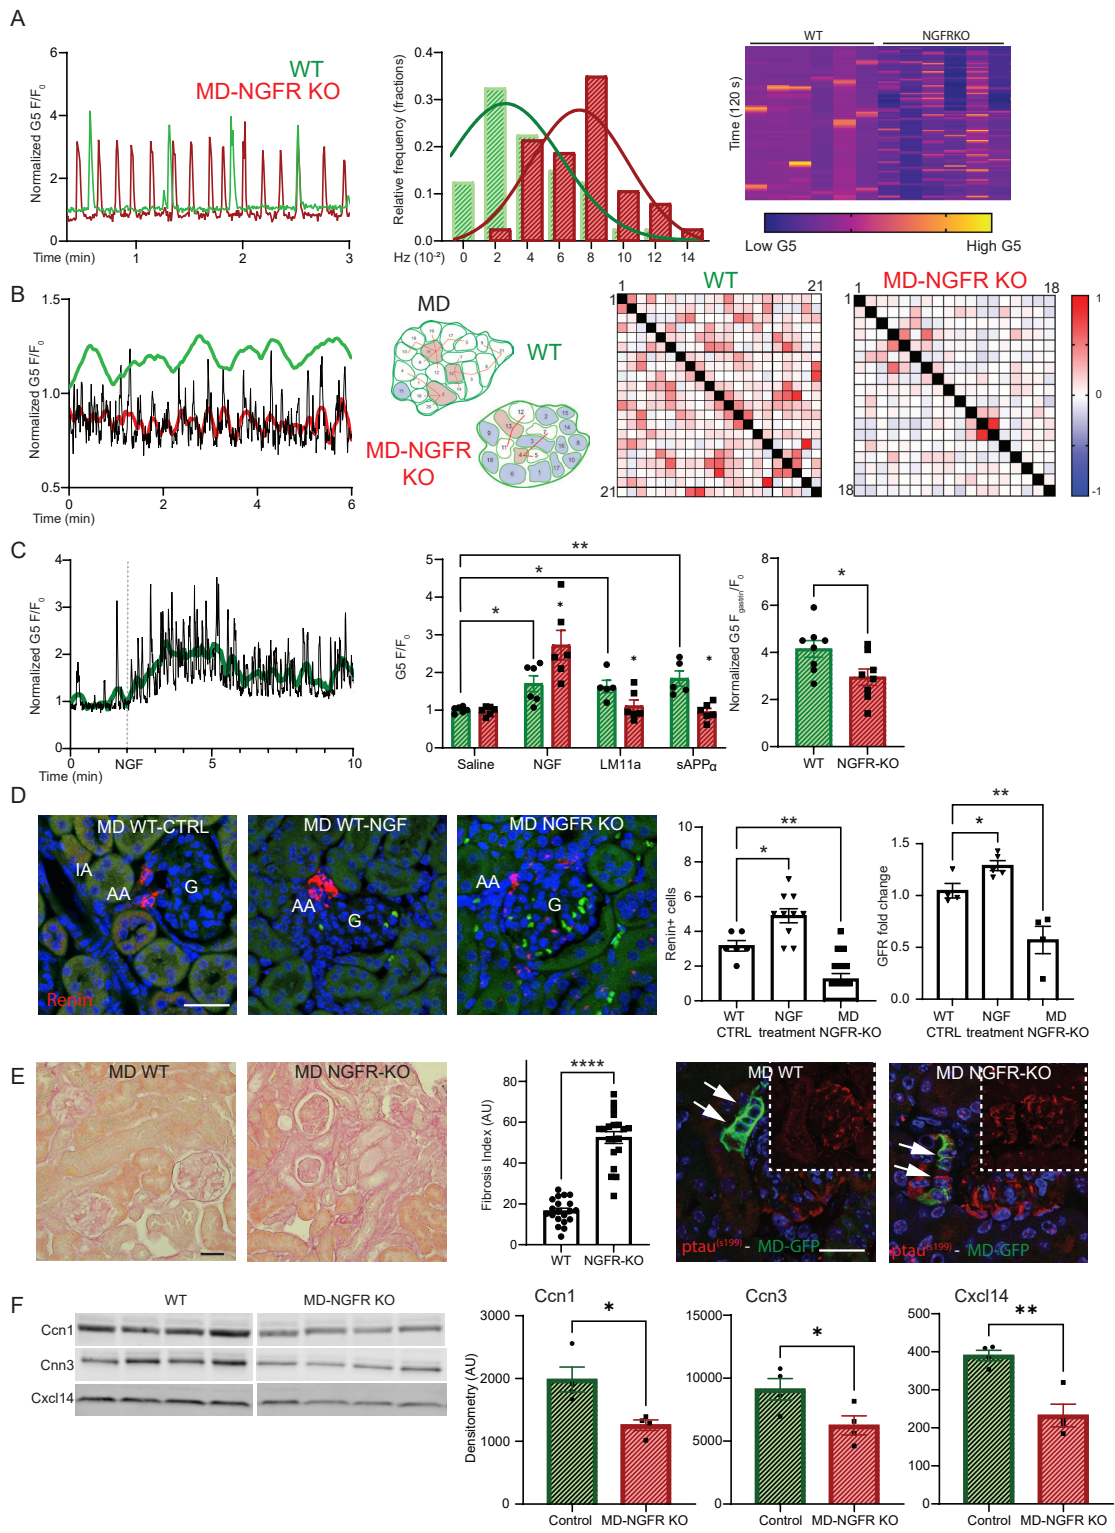 A
WT
MD-NGFR KO
Normalized G5 F/F0
6
4
2
0
1
2
3
Time (min)
Relative frequency (fractions)
0.4
0.3
0.2
0.1
0.0
0 2 4 6 8 10 12 14
Hz (10⁻²)
WT NGFRKO
Time (120 s)
Low G5 High G5
B
Normalized G5 F/F0
1.5
1.0
0.5
0 2 4 6
Time (min)
MD
WT
MD-NGFR
KO
WT
1 21
1
21
MD-NGFR KO
1 18
1
18
1
0
-1
C
Normalized G5 F/F0
4
3
2
1
0
0 5 10
Time (min) NGF
G5 F/F0
5
4
3
2
1
0
* * **
* * *
Saline NGF LM11a sAPPα
Normalized G5 Fgastrin/F0
8
6
4
2
0
*
WT NGFR-KO
D
MD WT-CTRL
IA
AA
G
Renin
MD WT-NGF
AA
G
MD NGFR KO
AA
G
Renin+ cells
10
8
6
4
2
0
**
*
WT NGF MD
CTRL treatment NGFR-KO
GFR fold change
1.5
1.0
0.5
0.0
**
*
WT NGF MD
CTRL treatment NGFR-KO
E
MD WT
MD NGFR-KO
Fibrosis Index (AU)
80
60
40
20
0
****
WT NGFR-KO
MD WT
ptau(s199) - MD-GFP
MD NGFR-KO
ptau(s199) - MD-GFP
F
WT MD-NGFR KO
Ccn1
Cnn3
Cxcl14
Densitometry (AU)
Ccn1
3000
2000
1000
0
*
Control MD-NGFR KO
Ccn3
15000
10000
5000
0
*
Control MD-NGFR KO
Cxcl14
500
400
300
200
100
0
**
Control MD-NGFR KO